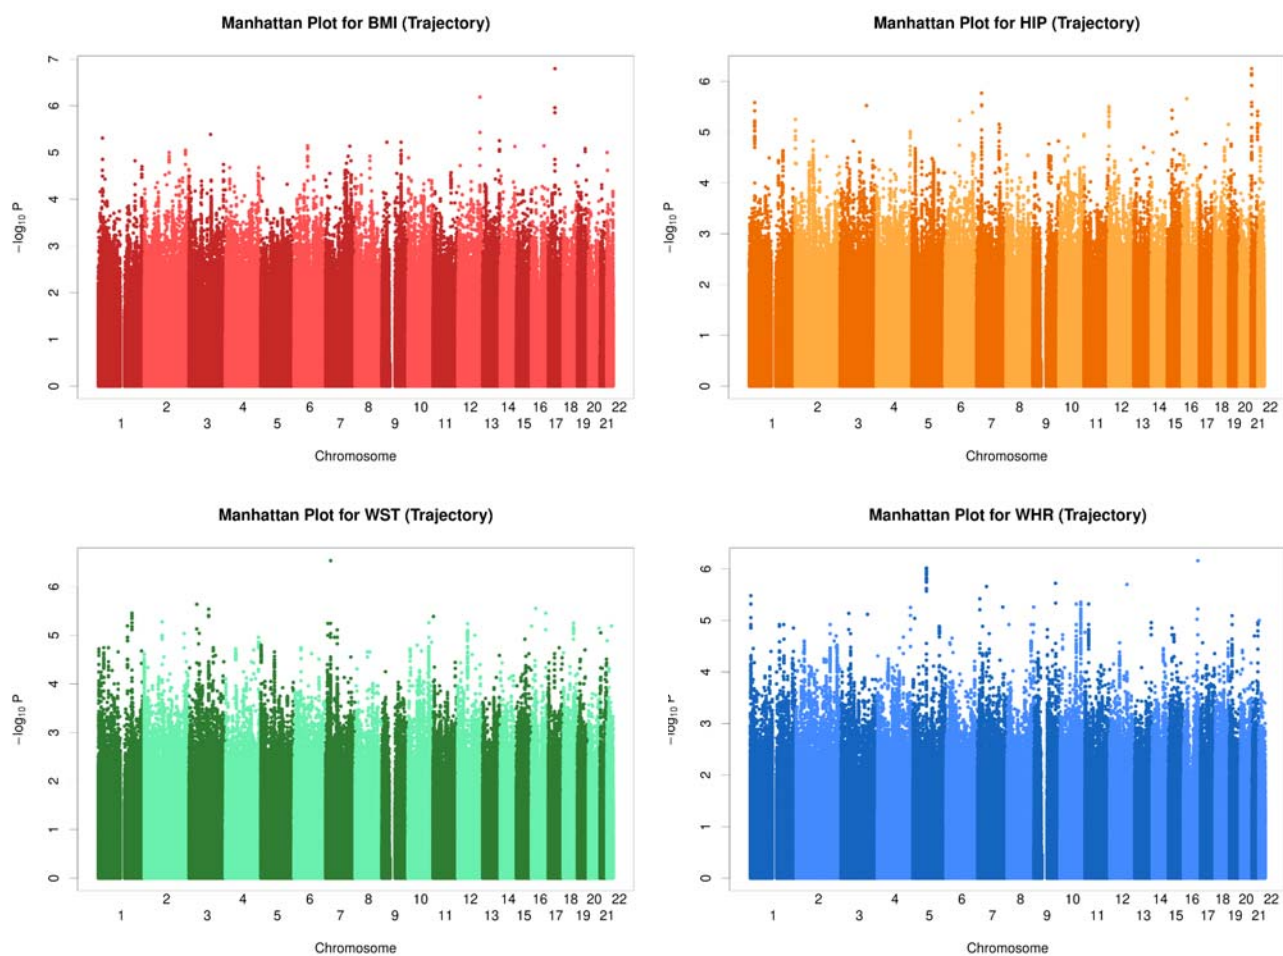 Manhattan Plot for BMI (Trajectory)
7
6
5
4
3
2
1
0
−log10 P
2 4 6 8 10 12 14 16 18 20 22
1 3 5 7 9 11 13 15 17 19 21
Chromosome
Manhattan Plot for HIP (Trajectory)
6
5
4
3
2
1
0
−log10 P
2 4 6 8 10 12 14 16 18 20 22
1 3 5 7 9 11 13 15 17 19 21
Chromosome
Manhattan Plot for WST (Trajectory)
6
5
4
3
2
1
0
−log10 P
2 4 6 8 10 12 14 16 18 20 22
1 3 5 7 9 11 13 15 17 19 21
Chromosome
Manhattan Plot for WHR (Trajectory)
6
5
4
3
2
1
0
−log10 P
2 4 6 8 10 12 14 16 18 20 22
1 3 5 7 9 11 13 15 17 19 21
Chromosome